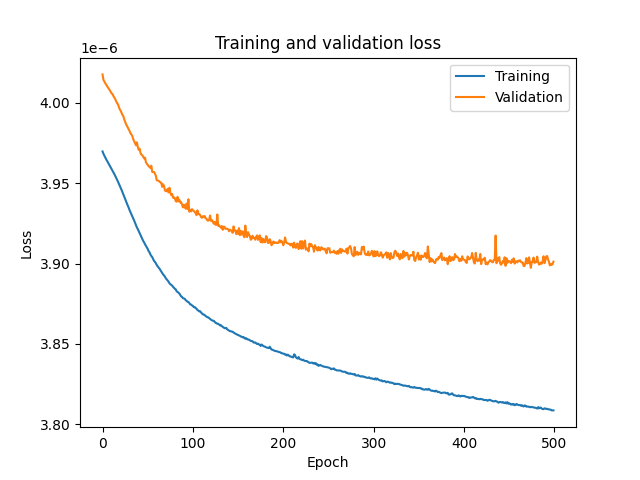 Training and validation loss
1e−6
Training
Validation
4.00
3.95
3.90
3.85
3.80
Loss
0 100 200 300 400 500
Epoch